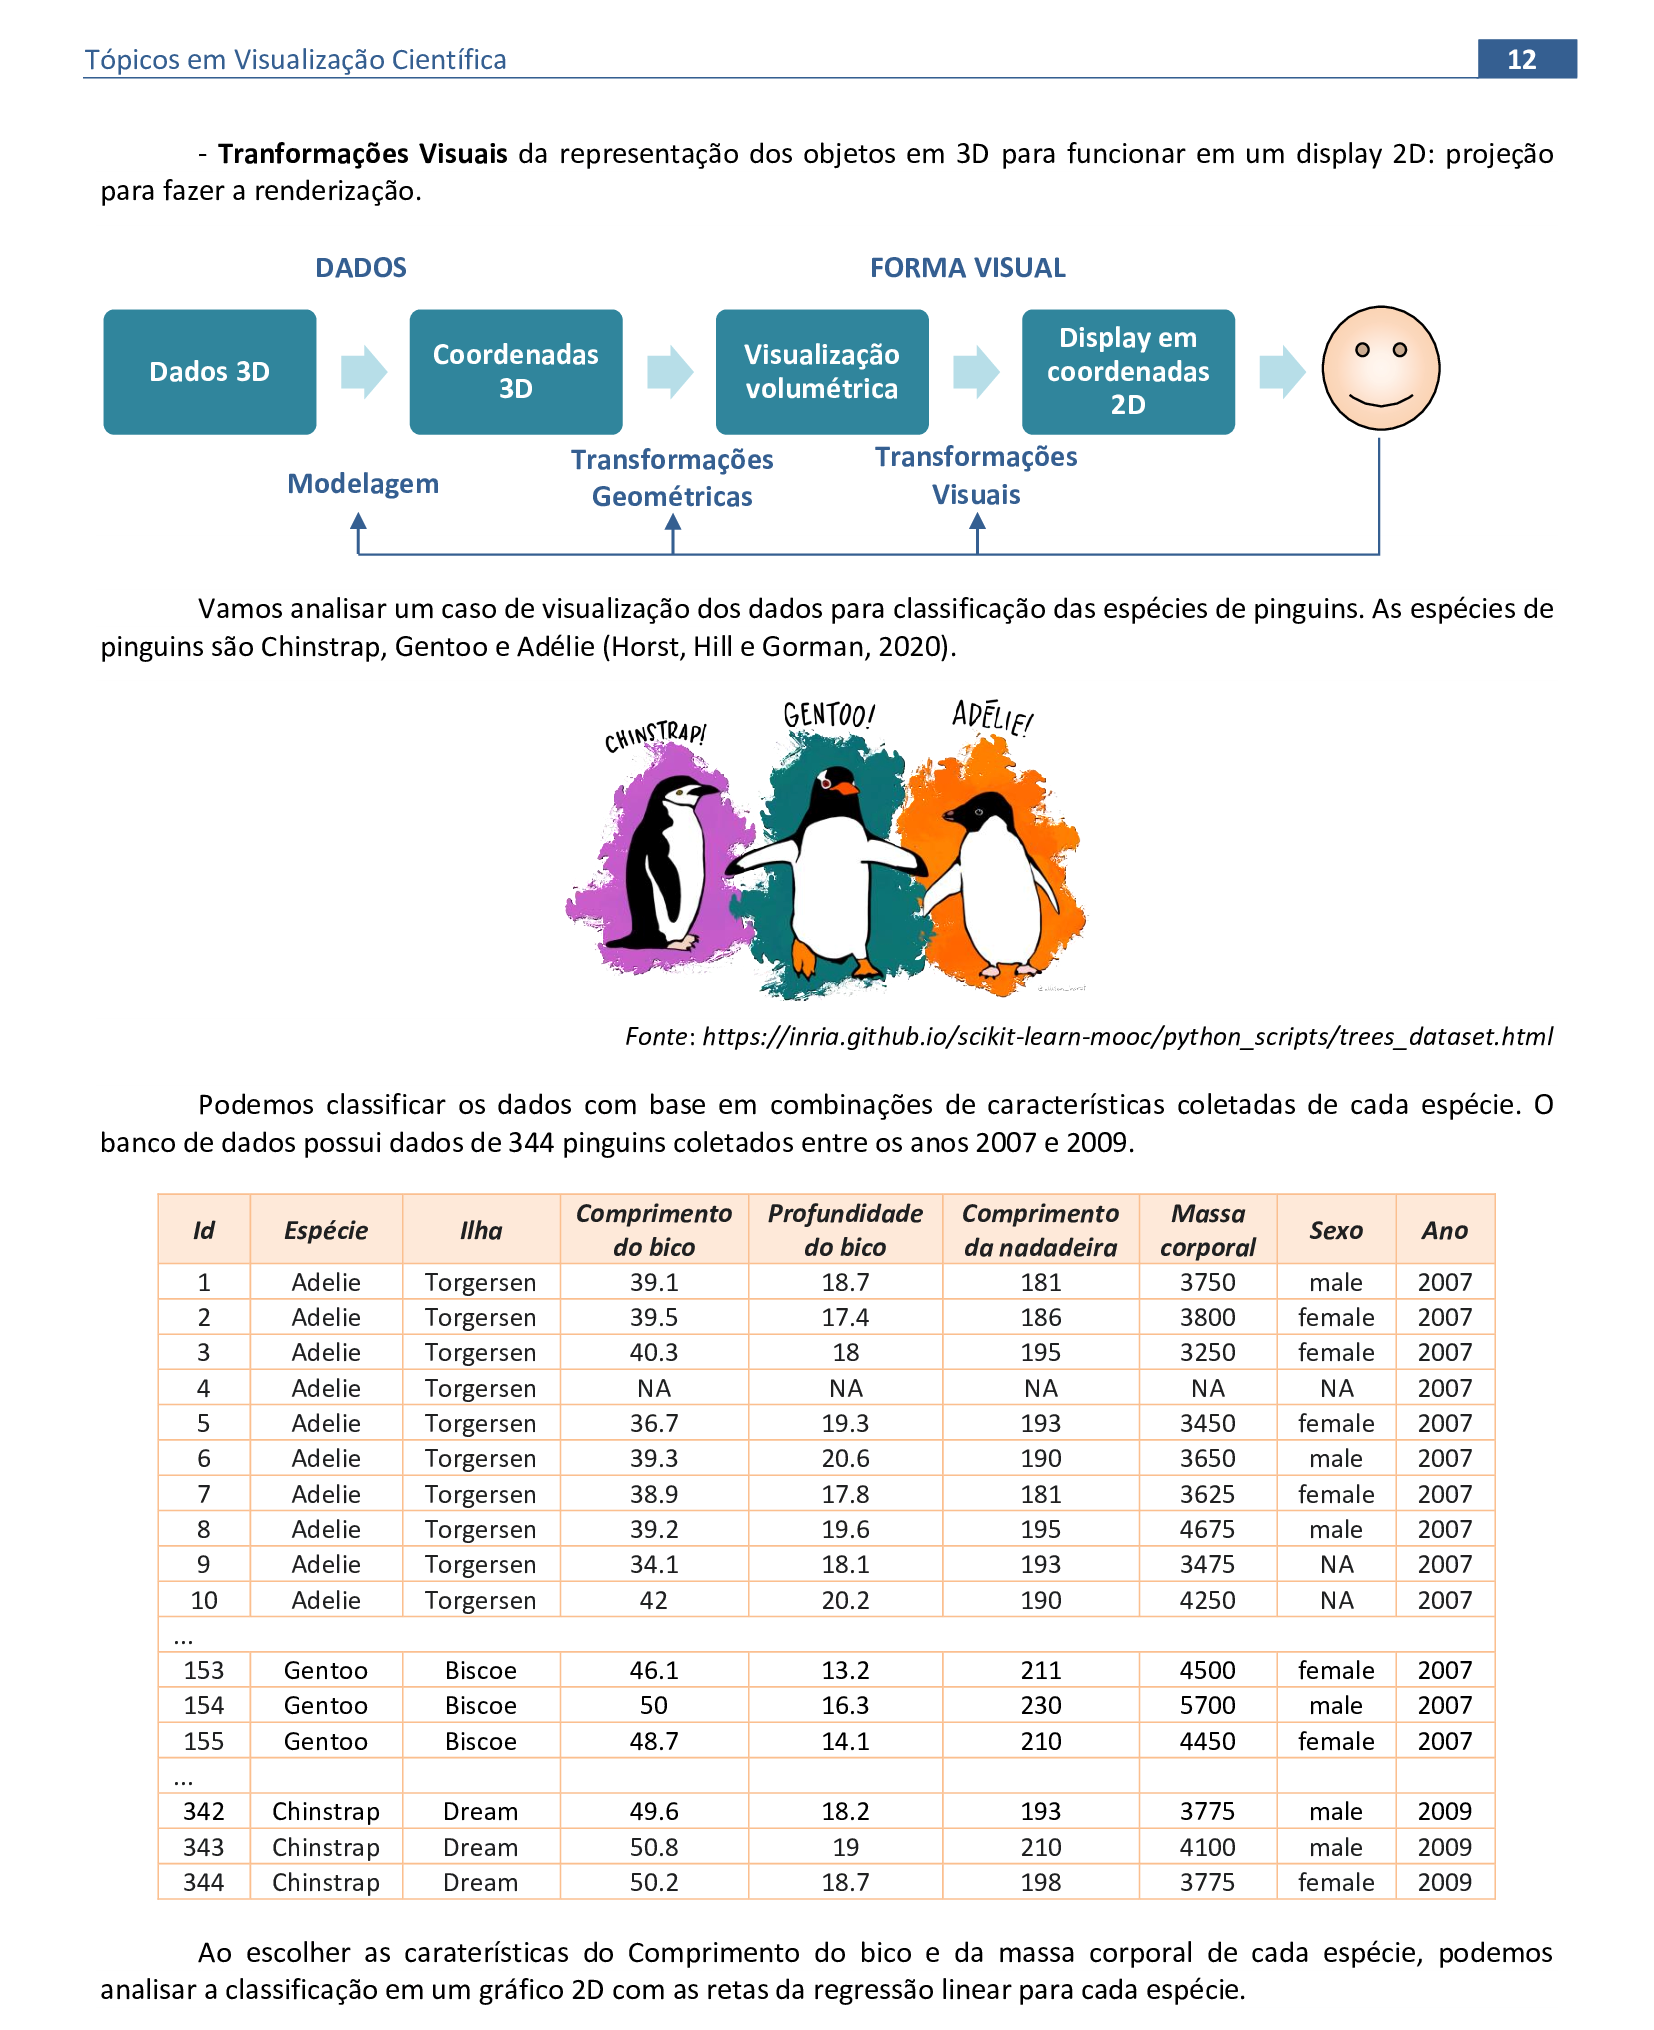 Tópicos em Visualização Científica 12
- Tranformações Visuais da representação dos objetos em 3D para funcionar em um display 2D: projeção
para fazer a renderização.
DADOS FORMA VISUAL
Dados 3D
Coordenadas
3D
Visualização
volumétrica
Display em
coordenadas
2D
Modelagem
Transformações
Geométricas
Transformações
Visuais
Vamos analisar um caso de visualização dos dados para classificação das espécies de pinguins. As espécies de
pinguins são Chinstrap, Gentoo e Adélie (Horst, Hill e Gorman, 2020).
CHINSTRAP!
GENTOO!
ADÉLIE!
Fonte: https://inria.github.io/scikit-learn-mooc/python_scripts/trees_dataset.html
Podemos classificar os dados com base em combinações de características coletadas de cada espécie. O
banco de dados possui dados de 344 pinguins coletados entre os anos 2007 e 2009.
Id Espécie Ilha Comprimento do bico Profundidade do bico Comprimento da nadadeira Massa corporal Sexo Ano
1 Adelie Torgersen 39.1 18.7 181 3750 male 2007
2 Adelie Torgersen 39.5 17.4 186 3800 female 2007
3 Adelie Torgersen 40.3 18 195 3250 female 2007
4 Adelie Torgersen NA NA NA NA NA 2007
5 Adelie Torgersen 36.7 19.3 193 3450 female 2007
6 Adelie Torgersen 39.3 20.6 190 3650 male 2007
7 Adelie Torgersen 38.9 17.8 181 3625 female 2007
8 Adelie Torgersen 39.2 19.6 195 4675 male 2007
9 Adelie Torgersen 34.1 18.1 193 3475 NA 2007
10 Adelie Torgersen 42 20.2 190 4250 NA 2007
...
153 Gentoo Biscoe 46.1 13.2 211 4500 female 2007
154 Gentoo Biscoe 50 16.3 230 5700 male 2007
155 Gentoo Biscoe 48.7 14.1 210 4450 female 2007
...
342 Chinstrap Dream 49.6 18.2 193 3775 male 2009
343 Chinstrap Dream 50.8 19 210 4100 male 2009
344 Chinstrap Dream 50.2 18.7 198 3775 female 2009
Ao escolher as caraterísticas do Comprimento do bico e da massa corporal de cada espécie, podemos
analisar a classificação em um gráfico 2D com as retas da regressão linear para cada espécie.